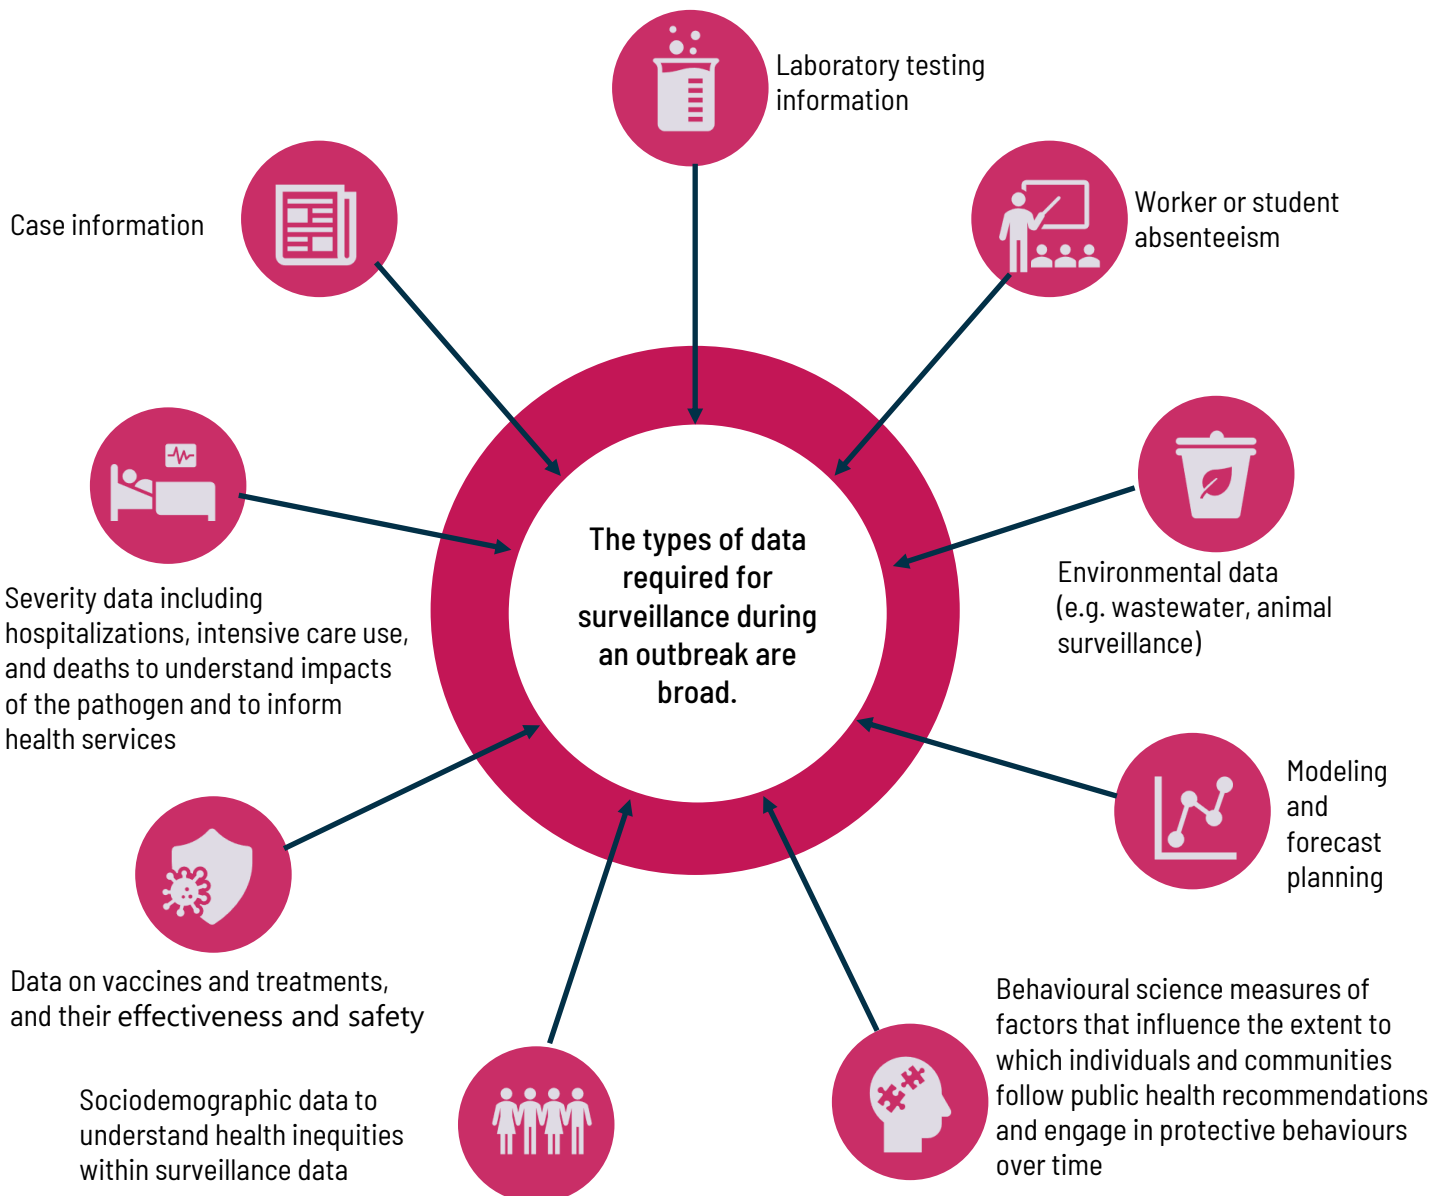 Laboratory testing
information
Worker or student
absenteeism
Case information
Environmental data
(e.g. wastewater, animal
surveillance)
The types of data
required for
surveillance during
an outbreak are
broad.
Severity data including
hospitalizations, intensive care use,
and deaths to understand impacts
of the pathogen and to inform
health services
Modeling
and
forecast
planning
Data on vaccines and treatments,
and their effectiveness and safety
Behavioural science measures of
factors that influence the extent to
which individuals and communities
follow public health recommendations
and engage in protective behaviours
over time
Sociodemographic data to
understand health inequities
within surveillance data